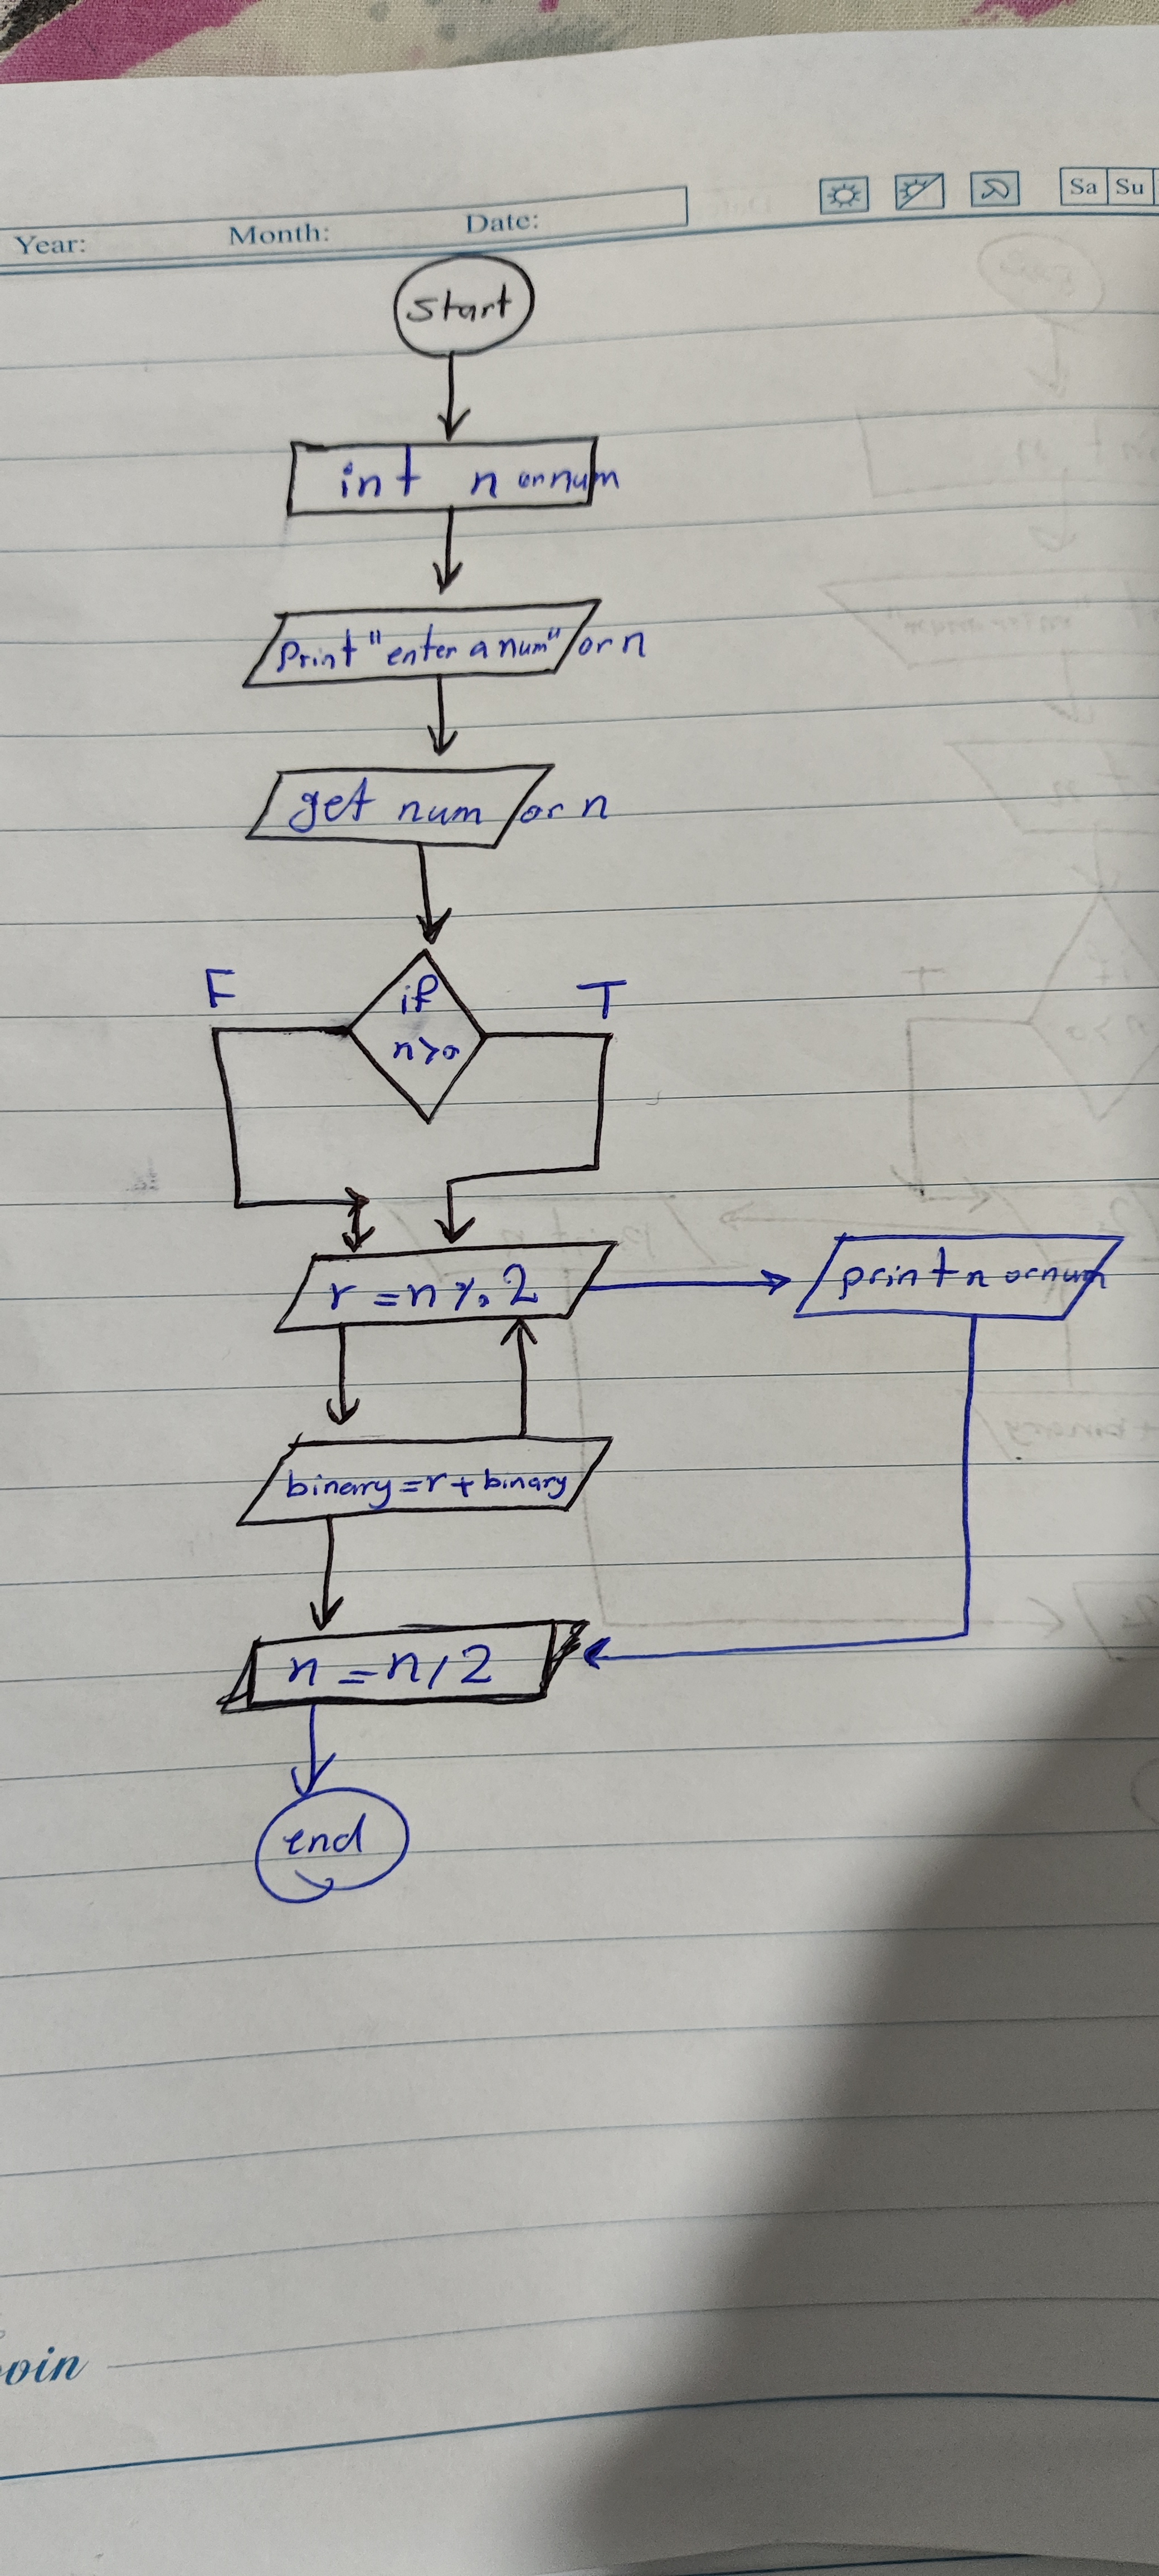 Year: Month: Date: Sa Su
Start
int n or num
Print "enter a num" or n
get num or n
F T
if
n>0
r = n % 2
print n or num
binary = r + binary
n = n / 2
end